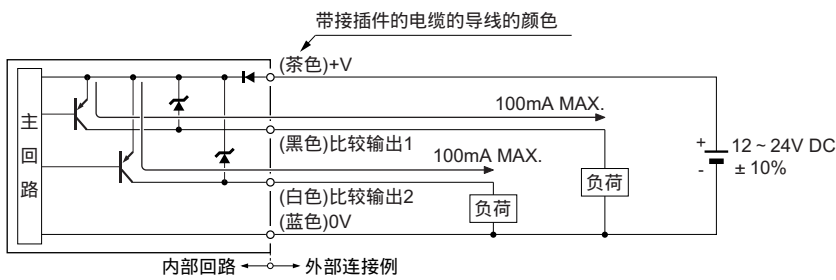 带接插件的电缆的导线的颜色
(茶色)+V
100mA MAX.
主回路
(黑色)比较输出1
100mA MAX.
+
12 ~ 24V DC
-
± 10%
负荷
(白色)比较输出2
负荷
(蓝色)0V
内部回路
外部连接例